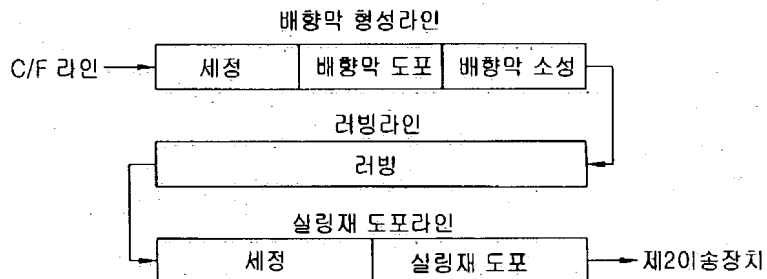 배향막 형성라인
C/F 라인 세정 배향막 도포 배향막 소성
러빙라인
러빙
실링재 도포라인
세정 실링재 도포 제2이송장치